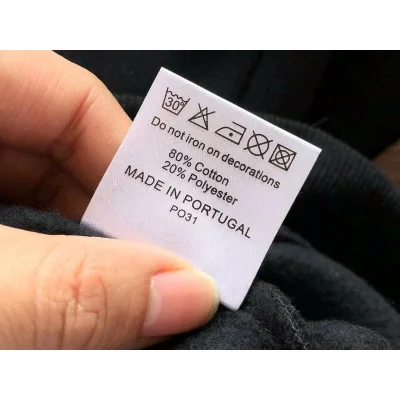 30°
Do not iron on decorations
80% Cotton
20% Polyester
MADE IN PORTUGAL
PO31